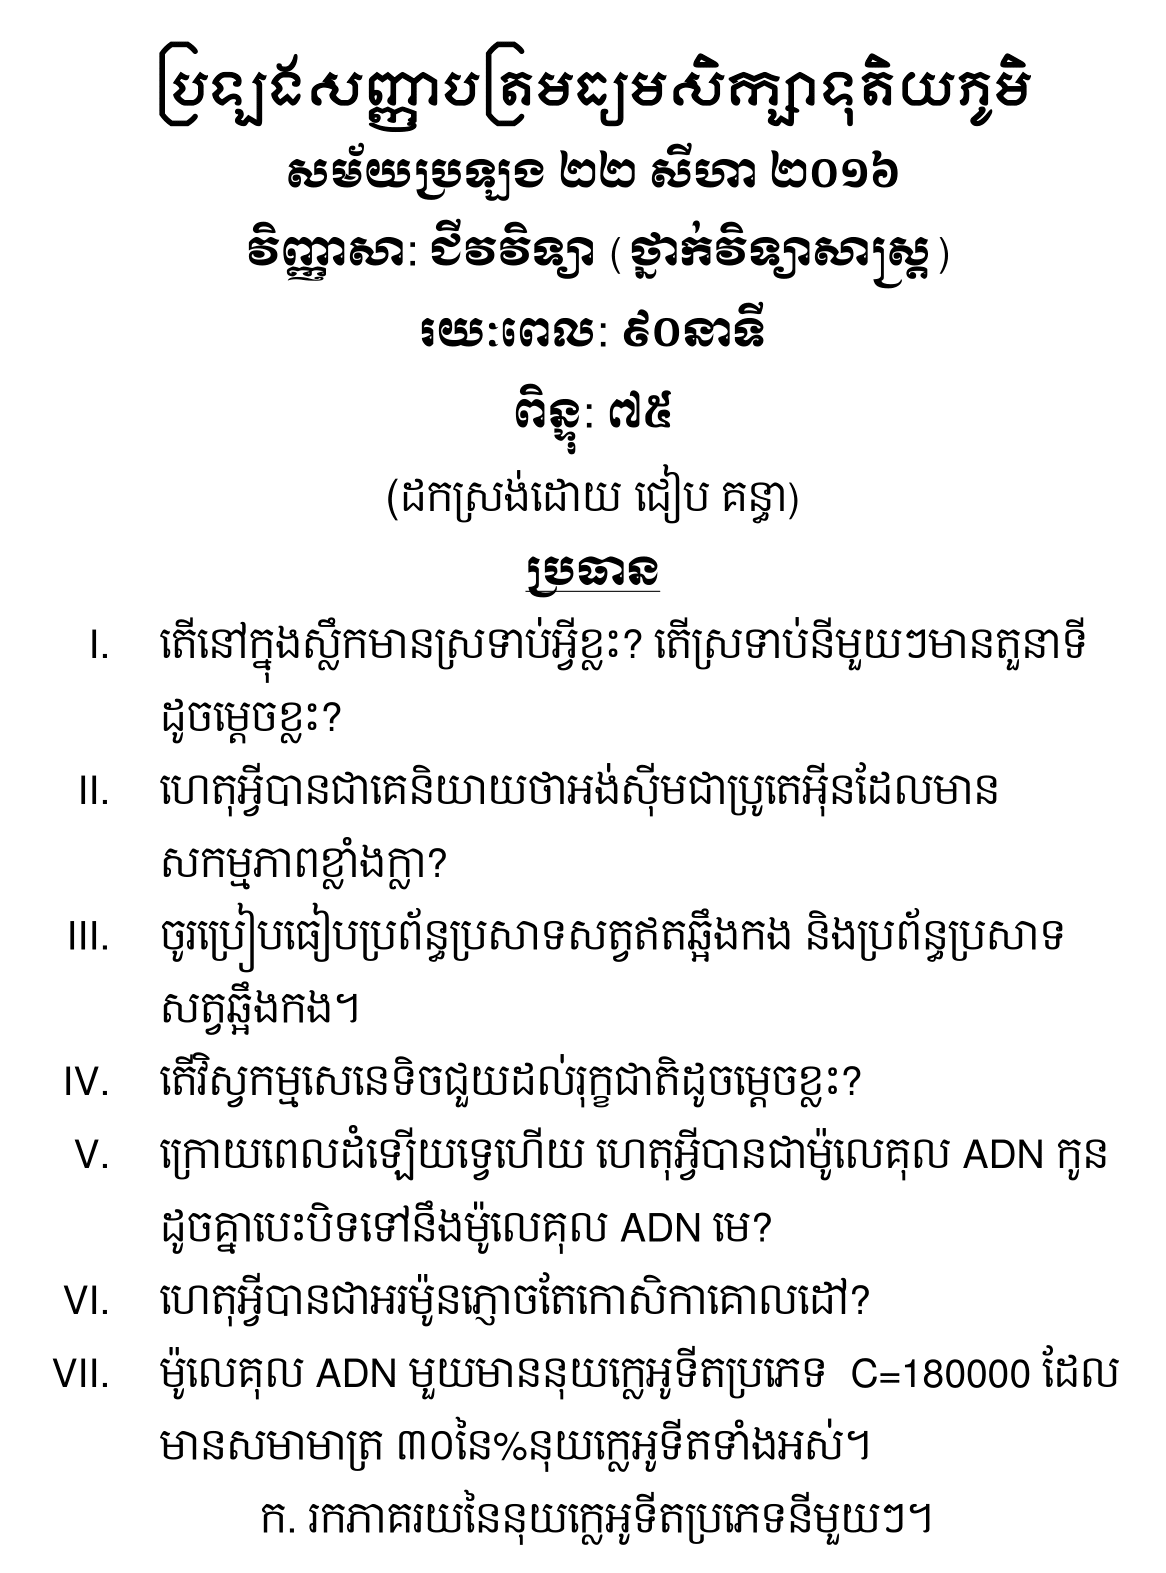 ប្រឡងសញ្ញាបត្រមធ្យមសិក្សាទុតិយភូមិ
សម័យប្រឡង ២២ សីហា ២០១៦
វិញ្ញាសា: ជីវវិទ្យា (ថ្នាក់វិទ្យាសាស្ត្រ)
រយៈពេល: ៩០នាទី
ពិន្ទុ: ៧៥
(ដកស្រង់ដោយ ជៀប គន្ធា)
ប្រធាន
I. តើនៅក្នុងស្លឹកមានស្រទាប់អ្វីខ្លះ? តើស្រទាប់នីមួយៗមានតួនាទី
ដូចម្ដេចខ្លះ?
II. ហេតុអ្វីបានជាគេនិយាយថាអង់ស៊ីមជាប្រូតេអ៊ីនដែលមាន
សកម្មភាពខ្លាំងក្លា?
III. ចូរប្រៀបធៀបប្រព័ន្ធប្រសាទសត្វឥតឆ្អឹងកង និងប្រព័ន្ធប្រសាទ
សត្វឆ្អឹងកង។
IV. តើវិស្វកម្មសេនេទិចជួយដល់រុក្ខជាតិដូចម្ដេចខ្លះ?
V. ក្រោយពេលដំឡើយទ្វេហើយ ហេតុអ្វីបានជាម៉ូលេគុល ADN កូន
ដូចគ្នាបេះបិទទៅនឹងម៉ូលេគុល ADN មេ?
VI. ហេតុអ្វីបានជាអរម៉ូនភ្ញោចតែកោសិកាគោលដៅ?
VII. ម៉ូលេគុល ADN មួយមាននុយក្លេអូទីតប្រភេទ C=180000 ដែល
មានសមាមាត្រ ៣០នៃ%នុយក្លេអូទីតទាំងអស់។
ក. រកភាគរយនៃនុយក្លេអូទីតប្រភេទនីមួយៗ។